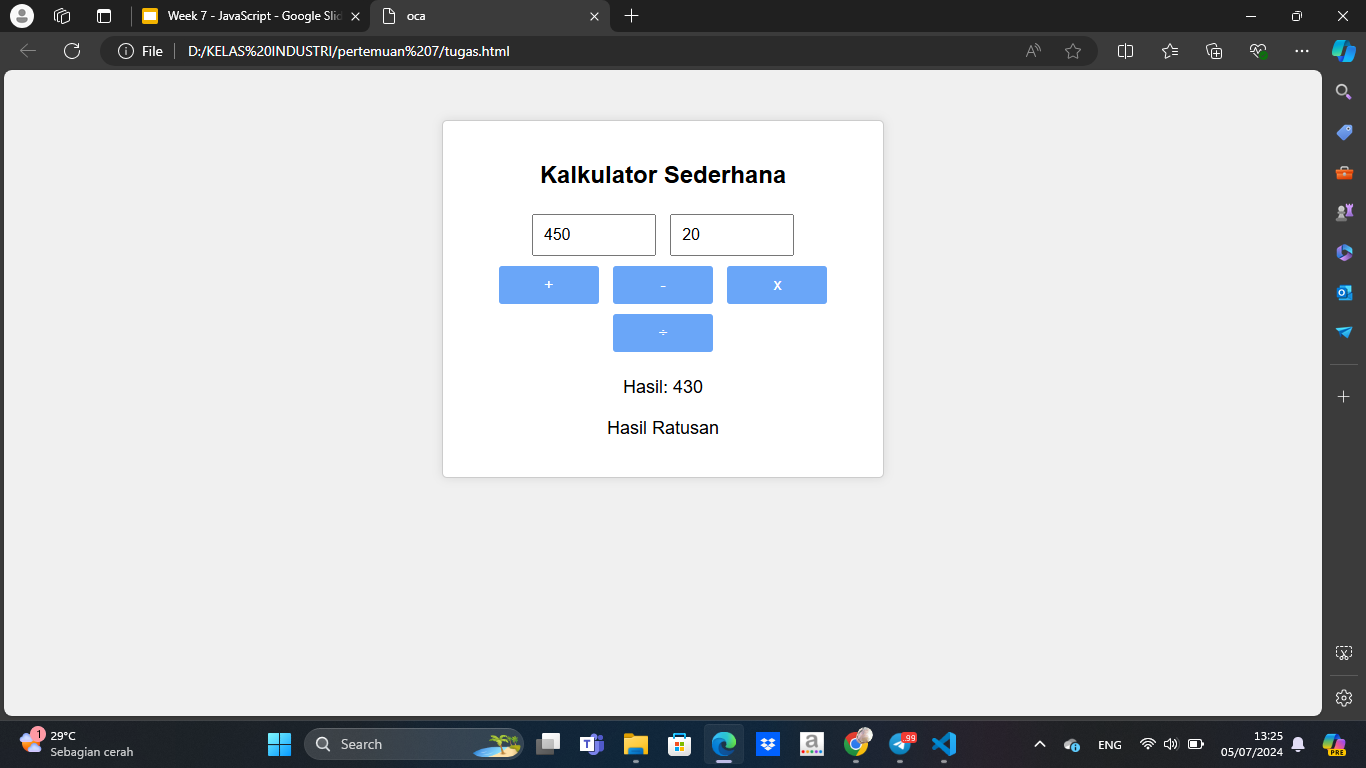 Week 7 - JavaScript - Google Slid
oca
File
D:/KELAS%20INDUSTRI/pertemuan%207/tugas.html
Kalkulator Sederhana
450 20
+ - x
÷
Hasil: 430
Hasil Ratusan
1
29°C
Sebagian cerah
Search
a
99
PRE
ENG
13:25
05/07/2024